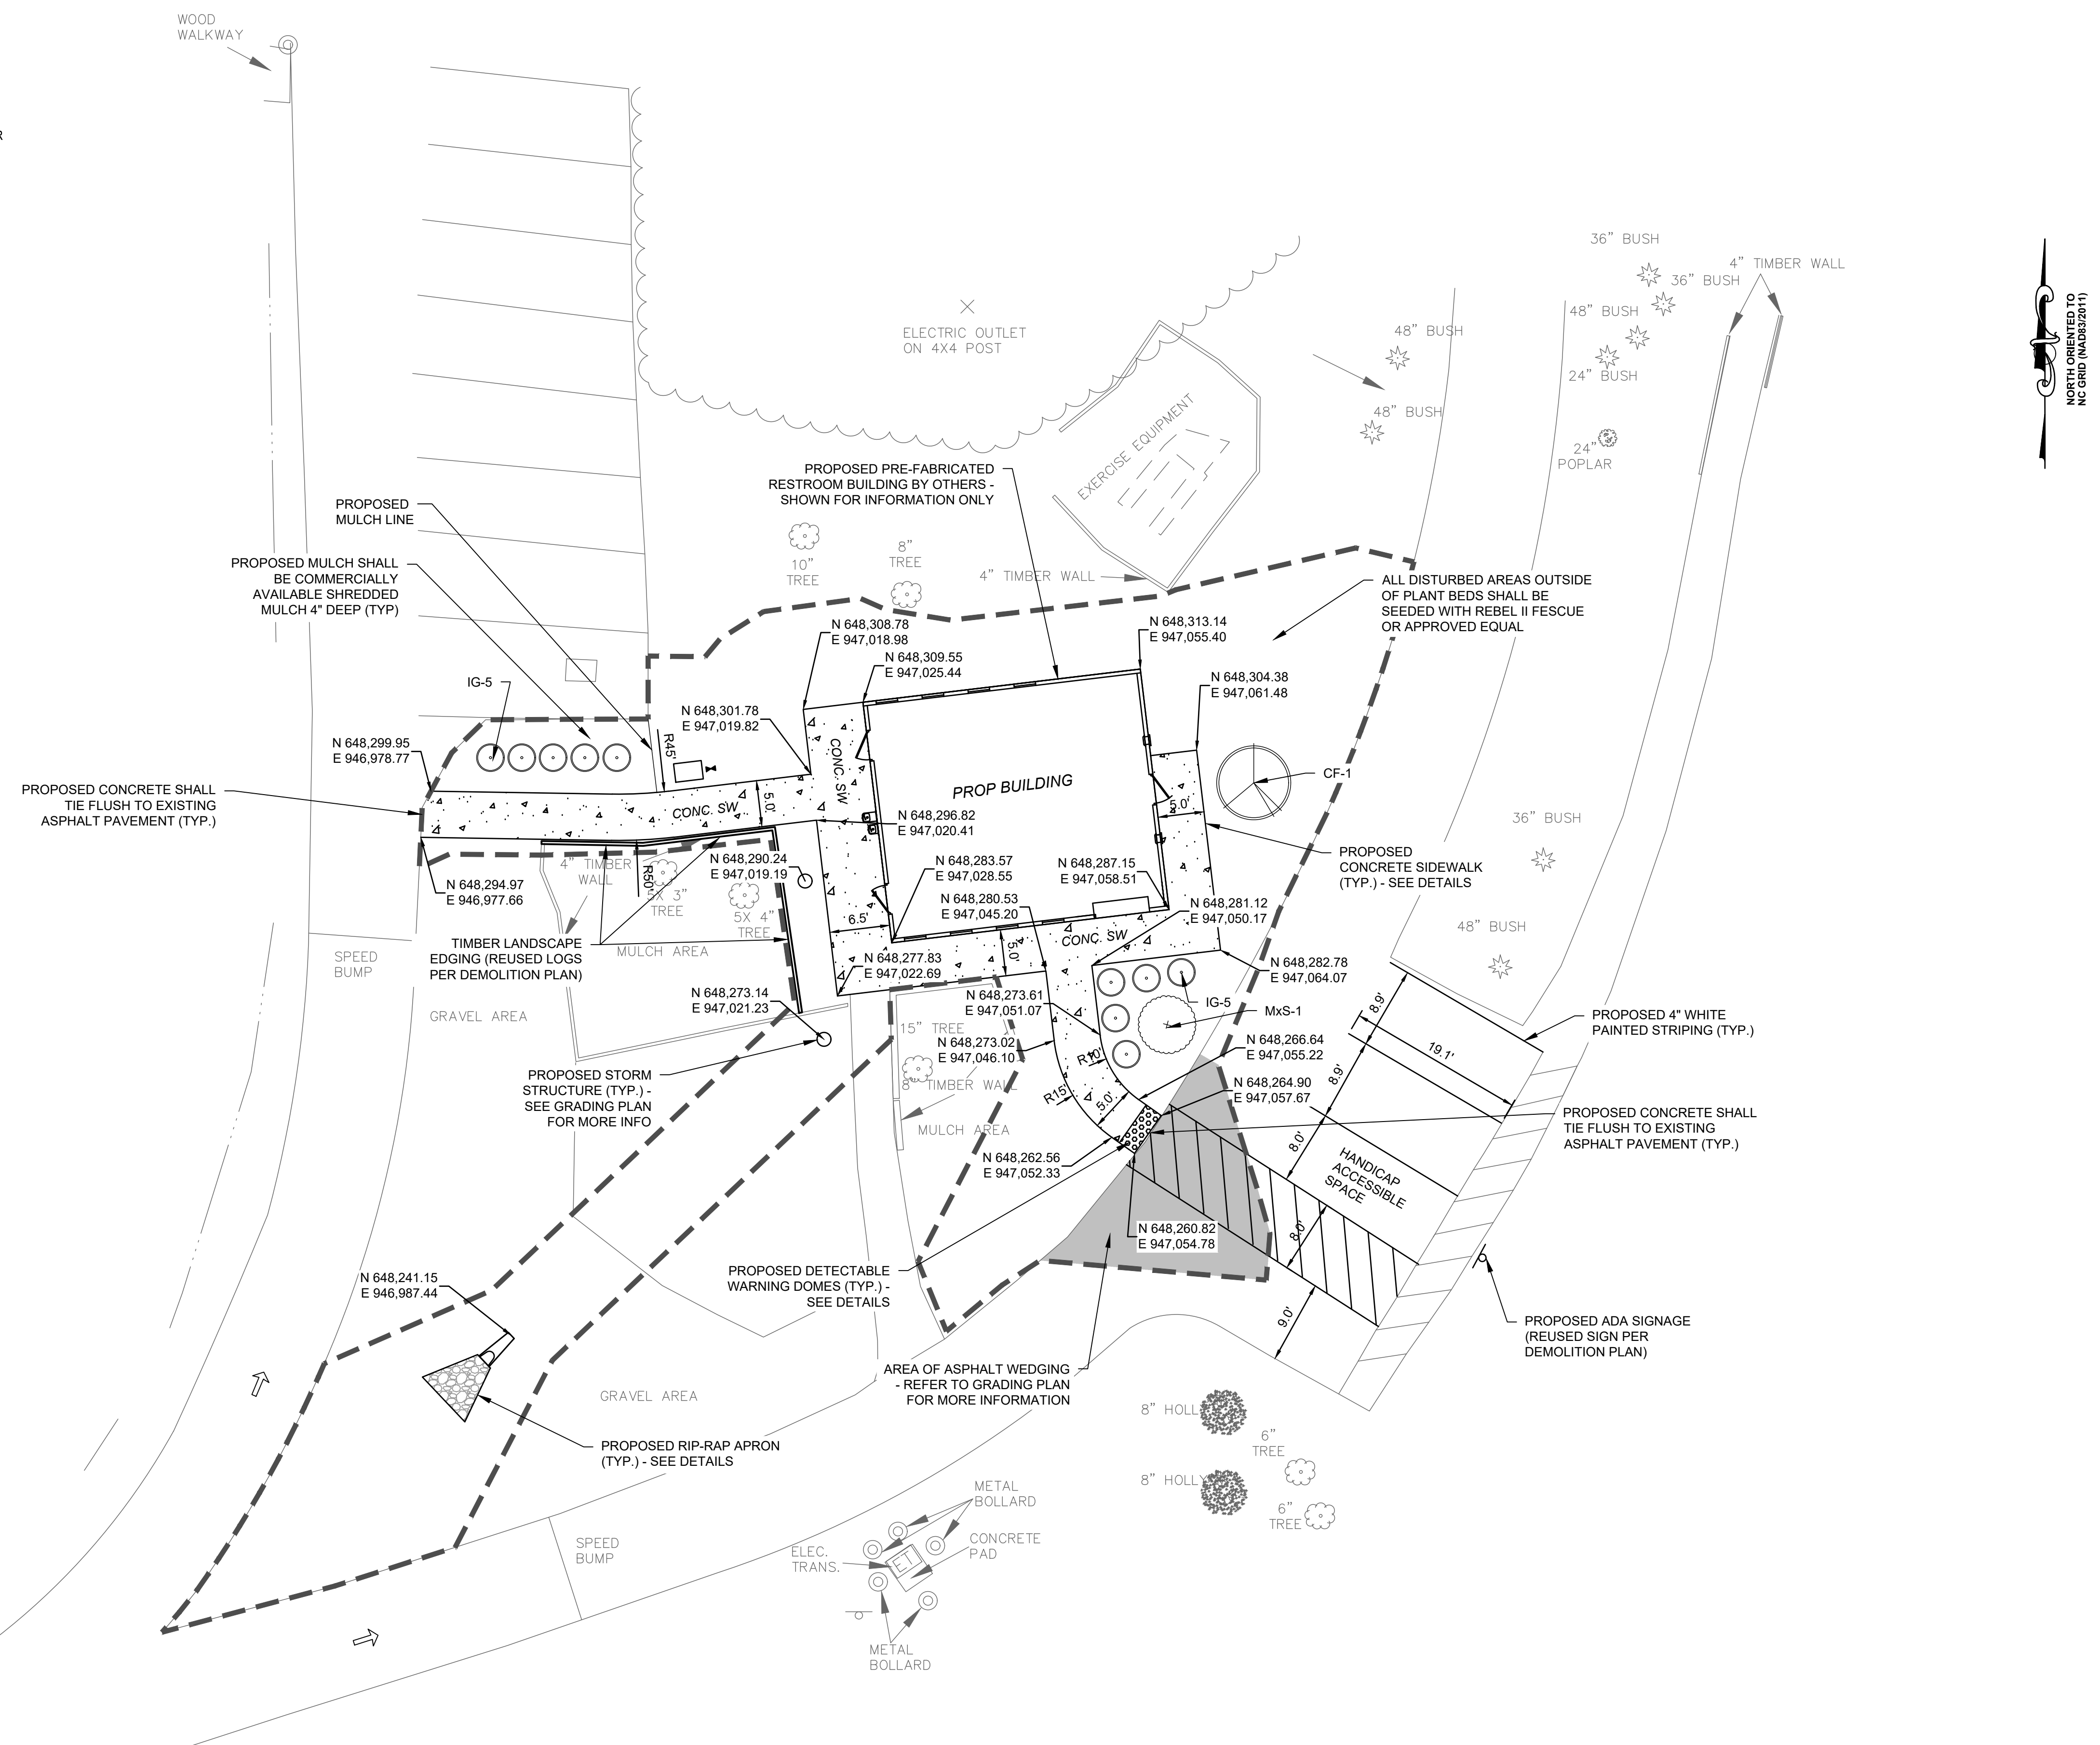 WOOD
WALKWAY
R
36" BUSH
4" TIMBER WALL
36" BUSH
48" BUSH
48" BUSH
24" BUSH
48" BUSH
24"
POPLAR
NORTH ORIENTED TO
NC GRID (NAD83/2011)
ELECTRIC OUTLET
ON 4X4 POST
EXERCISE EQUIPMENT
PROPOSED PRE-FABRICATED
RESTROOM BUILDING BY OTHERS -
SHOWN FOR INFORMATION ONLY
PROPOSED
MULCH LINE
10"
TREE
8"
TREE
4" TIMBER WALL
PROPOSED MULCH SHALL
BE COMMERCIALLY
AVAILABLE SHREDDED
MULCH 4" DEEP (TYP)
ALL DISTURBED AREAS OUTSIDE
OF PLANT BEDS SHALL BE
SEEDED WITH REBEL II FESCUE
OR APPROVED EQUAL
N 648,308.78
E 947,018.98
N 648,309.55
E 947,025.44
N 648,313.14
E 947,055.40
N 648,304.38
E 947,061.48
IG-5
N 648,301.78
E 947,019.82
R45'
N 648,299.95
E 946,978.77
CONC. SW
PROP BUILDING
CF-1
PROPOSED CONCRETE SHALL
TIE FLUSH TO EXISTING
ASPHALT PAVEMENT (TYP.)
CONC. SW
5.0'
5.0'
N 648,296.82
E 947,020.41
36" BUSH
4" TIMBER
WALL
R50'
5X 3"
TREE
N 648,290.24
E 947,019.19
N 648,283.57
E 947,028.55
N 648,287.15
E 947,058.51
PROPOSED
CONCRETE SIDEWALK
(TYP.) - SEE DETAILS
N 648,294.97
E 946,977.66
5X 4"
TREE
6.5'
N 648,280.53
E 947,045.20
N 648,281.12
E 947,050.17
48" BUSH
SPEED
BUMP
TIMBER LANDSCAPE
EDGING (REUSED LOGS
PER DEMOLITION PLAN)
MULCH AREA
5.0'
CONC. SW
N 648,277.83
E 947,022.69
N 648,282.78
E 947,064.07
GRAVEL AREA
N 648,273.14
E 947,021.23
N 648,273.61
E 947,051.07
IG-5
MxS-1
8.9'
PROPOSED 4" WHITE
PAINTED STRIPING (TYP.)
15" TREE
N 648,273.02
E 947,046.10
R10'
N 648,266.64
E 947,055.22
19.1'
8.9'
PROPOSED STORM
STRUCTURE (TYP.) -
SEE GRADING PLAN
FOR MORE INFO
8" TIMBER WALL
R15'
5.0'
N 648,264.90
E 947,057.67
PROPOSED CONCRETE SHALL
TIE FLUSH TO EXISTING
ASPHALT PAVEMENT (TYP.)
MULCH AREA
8.0'
HANDICAP
ACCESSIBLE
SPACE
N 648,262.56
E 947,052.33
N 648,260.82
E 947,054.78
8.0'
N 648,241.15
E 946,987.44
PROPOSED DETECTABLE
WARNING DOMES (TYP.) -
SEE DETAILS
9.0'
PROPOSED ADA SIGNAGE
(REUSED SIGN PER
DEMOLITION PLAN)
AREA OF ASPHALT WEDGING
- REFER TO GRADING PLAN
FOR MORE INFORMATION
GRAVEL AREA
8" HOLLY
6"
TREE
PROPOSED RIP-RAP APRON
(TYP.) - SEE DETAILS
8" HOLLY
6"
TREE
METAL
BOLLARD
SPEED
BUMP
ELEC.
TRANS.
ET
CONCRETE
PAD
METAL
BOLLARD